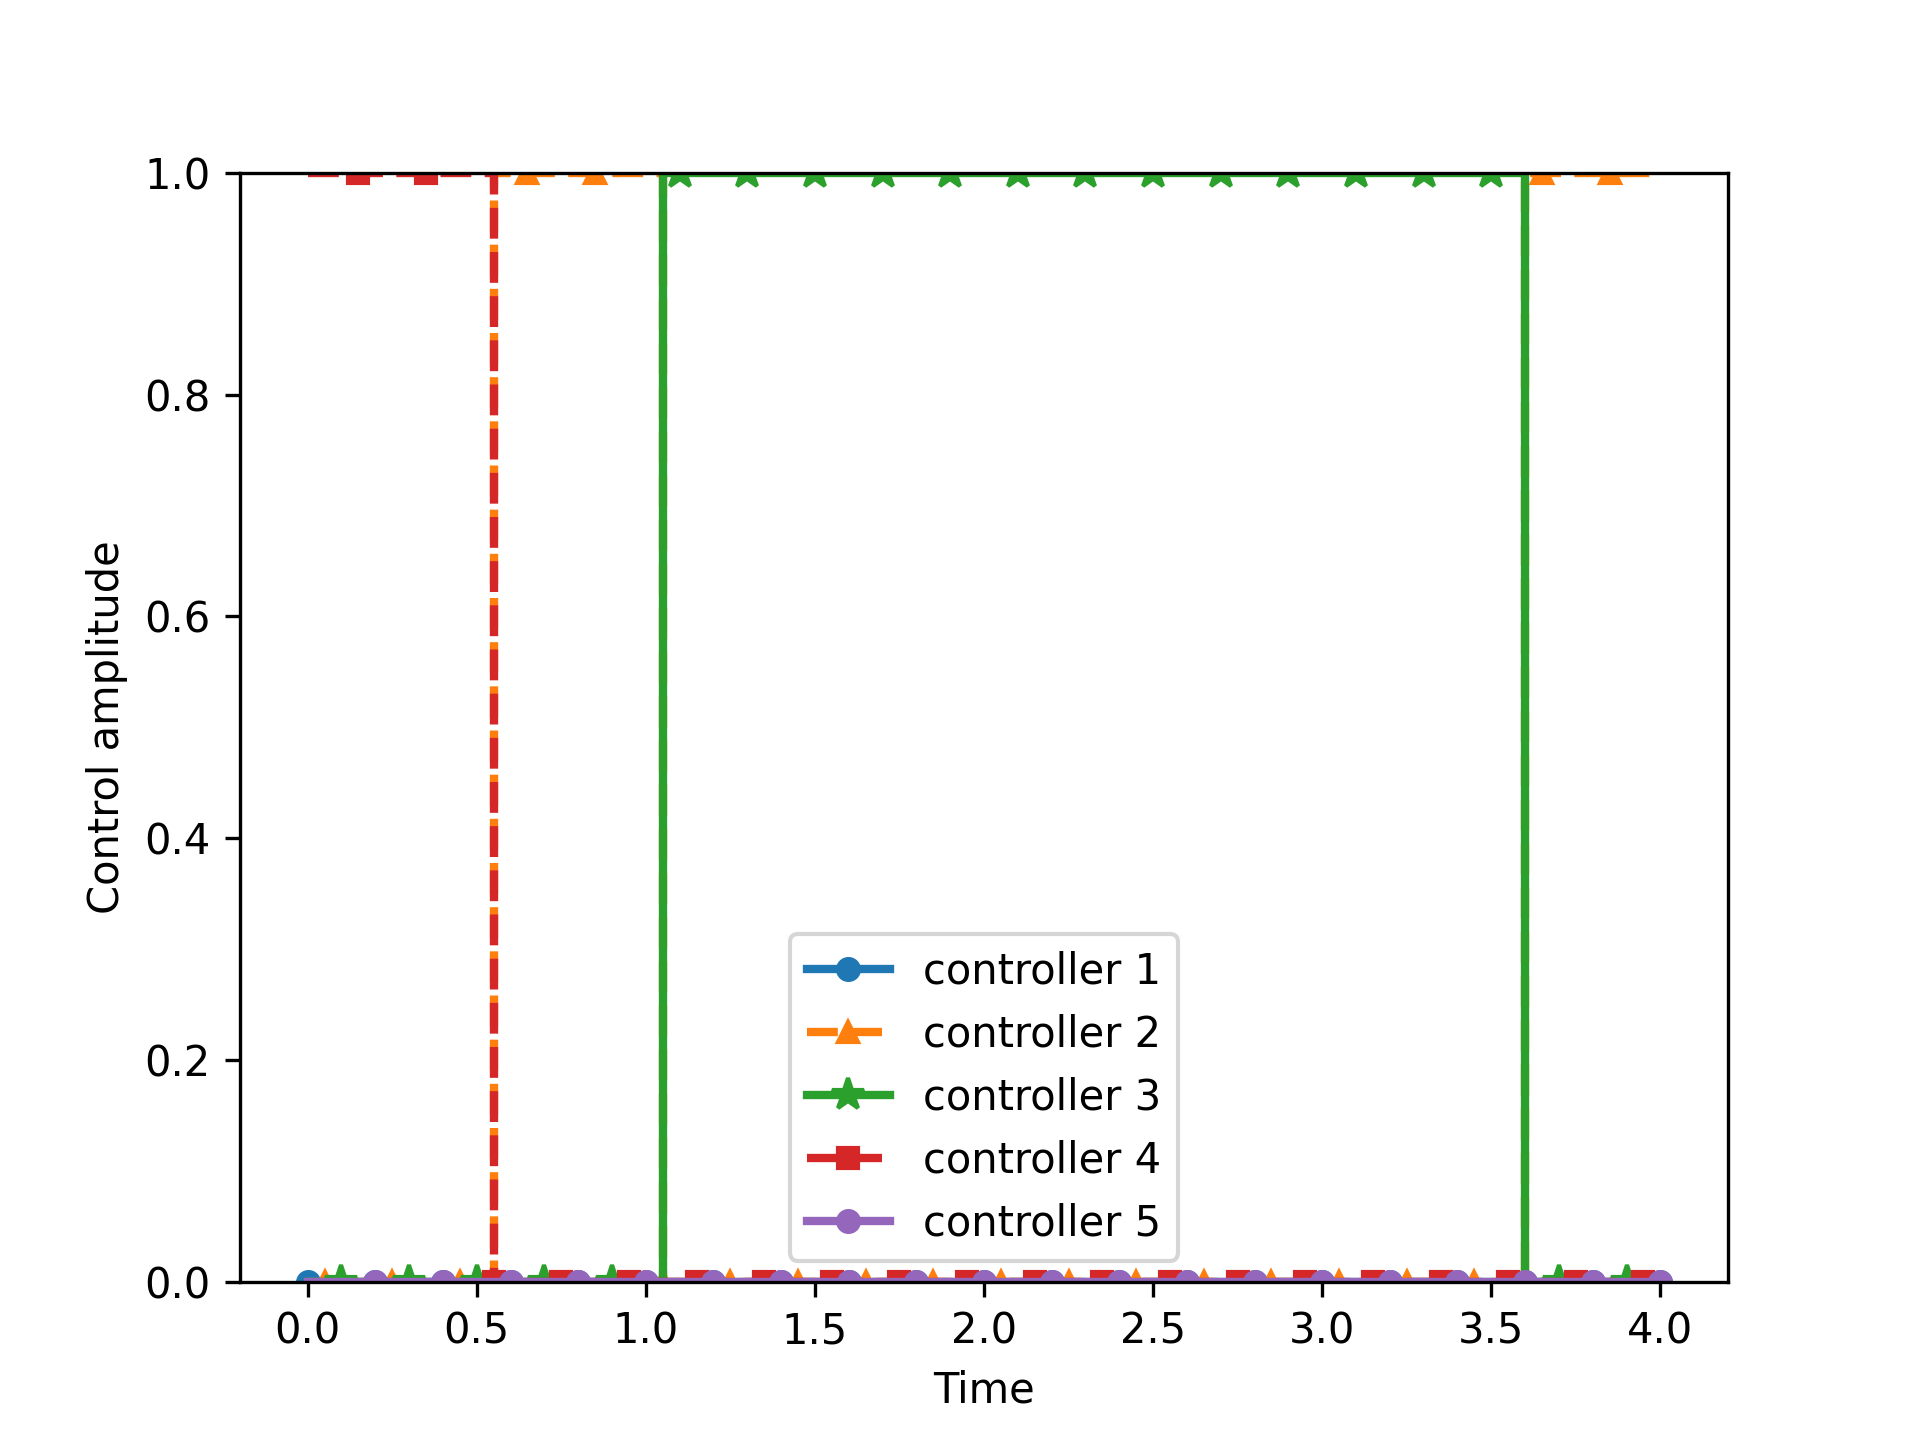 1.0
0.8
0.6
0.4
0.2
0.0
Control amplitude
controller 1
controller 2
controller 3
controller 4
controller 5
0.0 0.5 1.0 1.5 2.0 2.5 3.0 3.5 4.0
Time